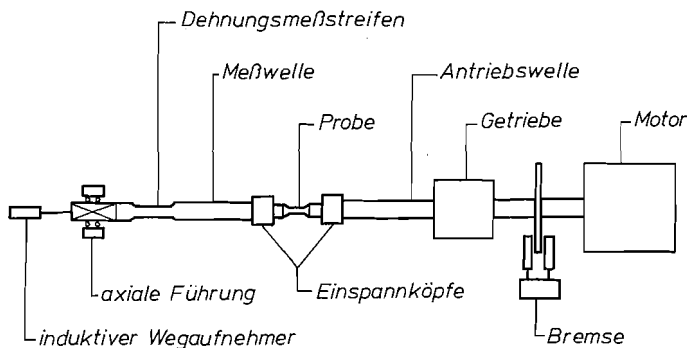 Dehnungsmeßstreifen
Meßwelle
Antriebswelle
Probe
Getriebe
Motor
axiale Führung
Einspannköpfe
induktiver Wegaufnehmer
Bremse